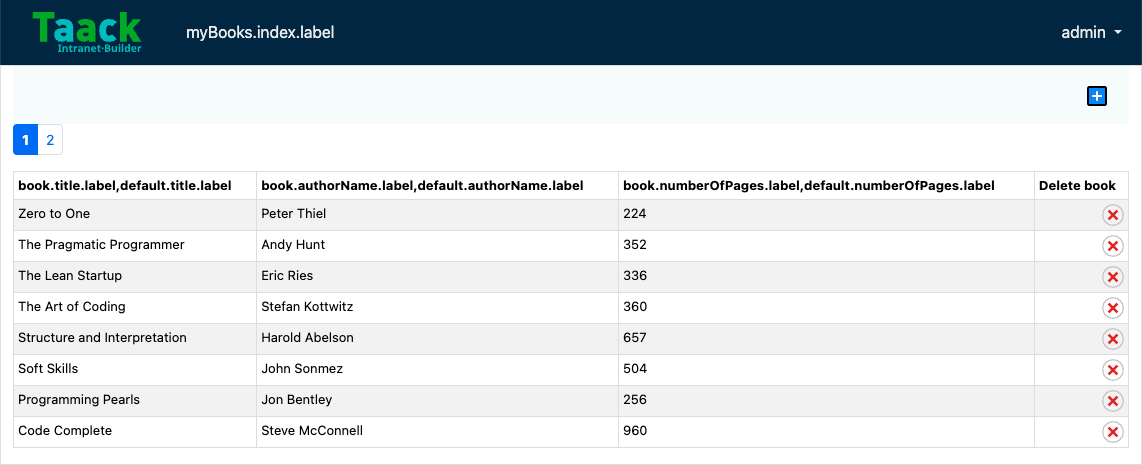 Taack
Intranet-Builder
myBooks.index.label
admin
1 2
book.title.label,default.title.label book.authorName.label,default.authorName.label book.numberOfPages.label,default.numberOfPages.label Delete book
Zero to One Peter Thiel 224
The Pragmatic Programmer Andy Hunt 352
The Lean Startup Eric Ries 336
The Art of Coding Stefan Kottwitz 360
Structure and Interpretation Harold Abelson 657
Soft Skills John Sonmez 504
Programming Pearls Jon Bentley 256
Code Complete Steve McConnell 960